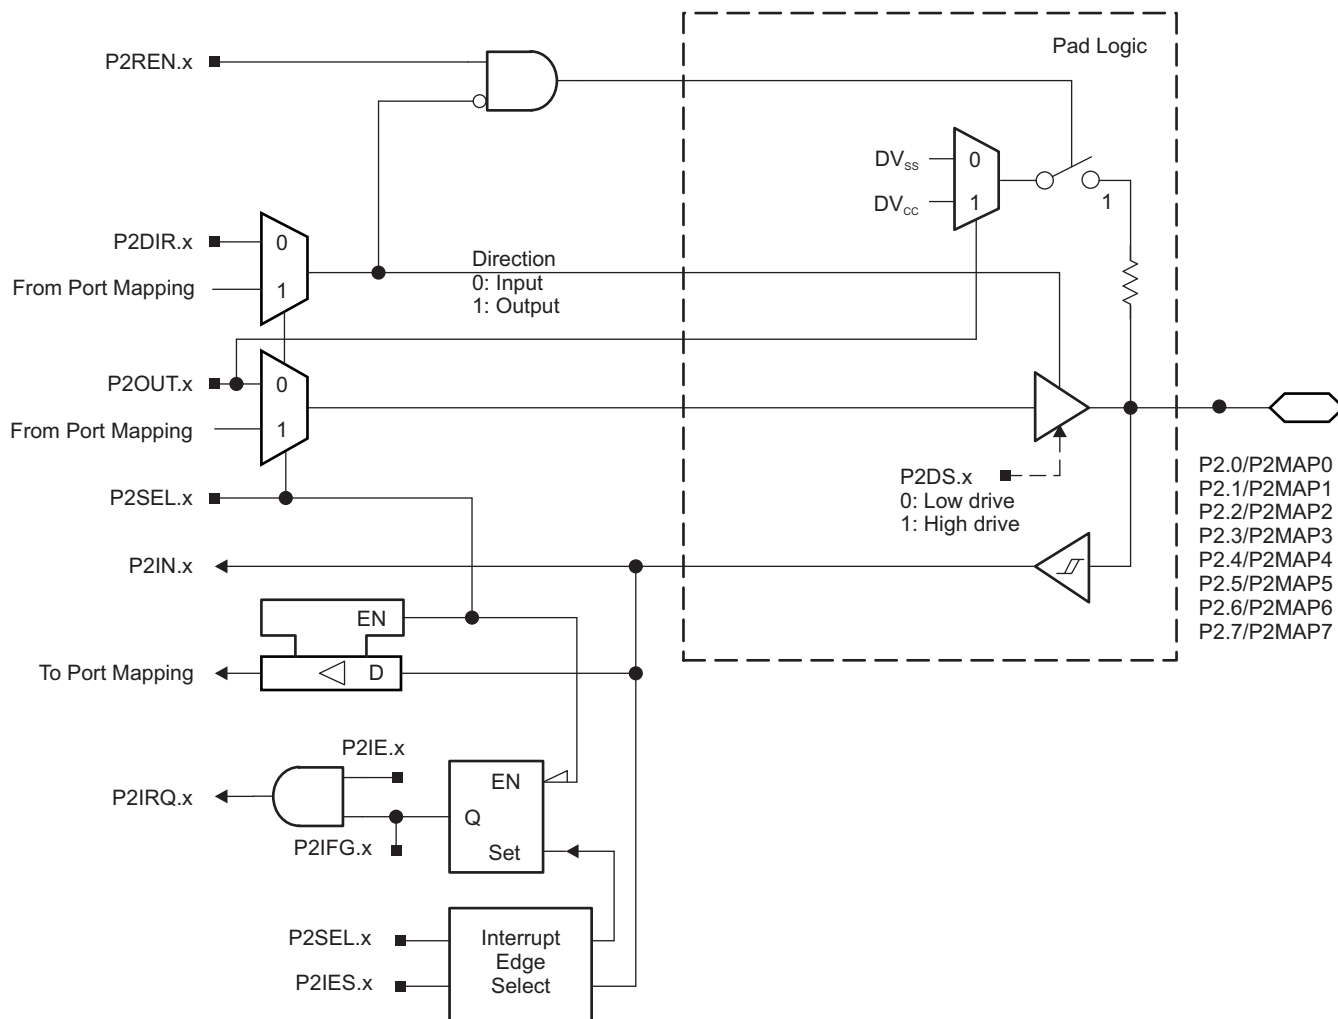 Pad Logic
P2REN.x
DVss
0
DVcc
1
1
P2DIR.x
0
From Port Mapping
1
Direction
0: Input
1: Output
P2OUT.x
0
From Port Mapping
1
P2DS.x
0: Low drive
1: High drive
P2SEL.x
P2.0/P2MAP0
P2.1/P2MAP1
P2.2/P2MAP2
P2.3/P2MAP3
P2.4/P2MAP4
P2.5/P2MAP5
P2.6/P2MAP6
P2.7/P2MAP7
P2IN.x
EN
To Port Mapping
D
P2IE.x
P2IRQ.x
EN
Q
P2IFG.x
Set
P2SEL.x
P2IES.x
Interrupt
Edge
Select